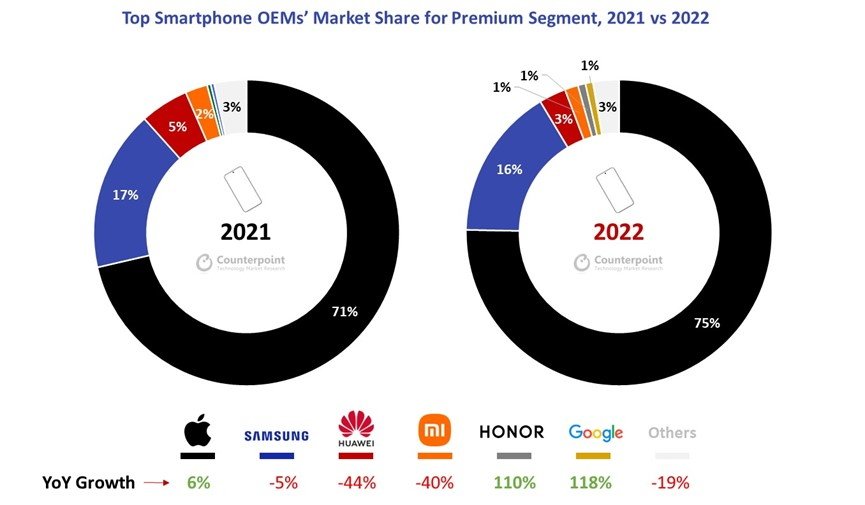 Top Smartphone OEMs' Market Share for Premium Segment, 2021 vs 2022
1%
1%
1%
3%
2%
5%
17%
71%
2021
Counterpoint
Technology Market Research
3%
3%
16%
75%
2022
Counterpoint
Technology Market Research
HUAWEI
SAMSUNG
mi
HONOR
Google
Others
YoY Growth
6%
-5%
-44%
-40%
110%
118%
-19%